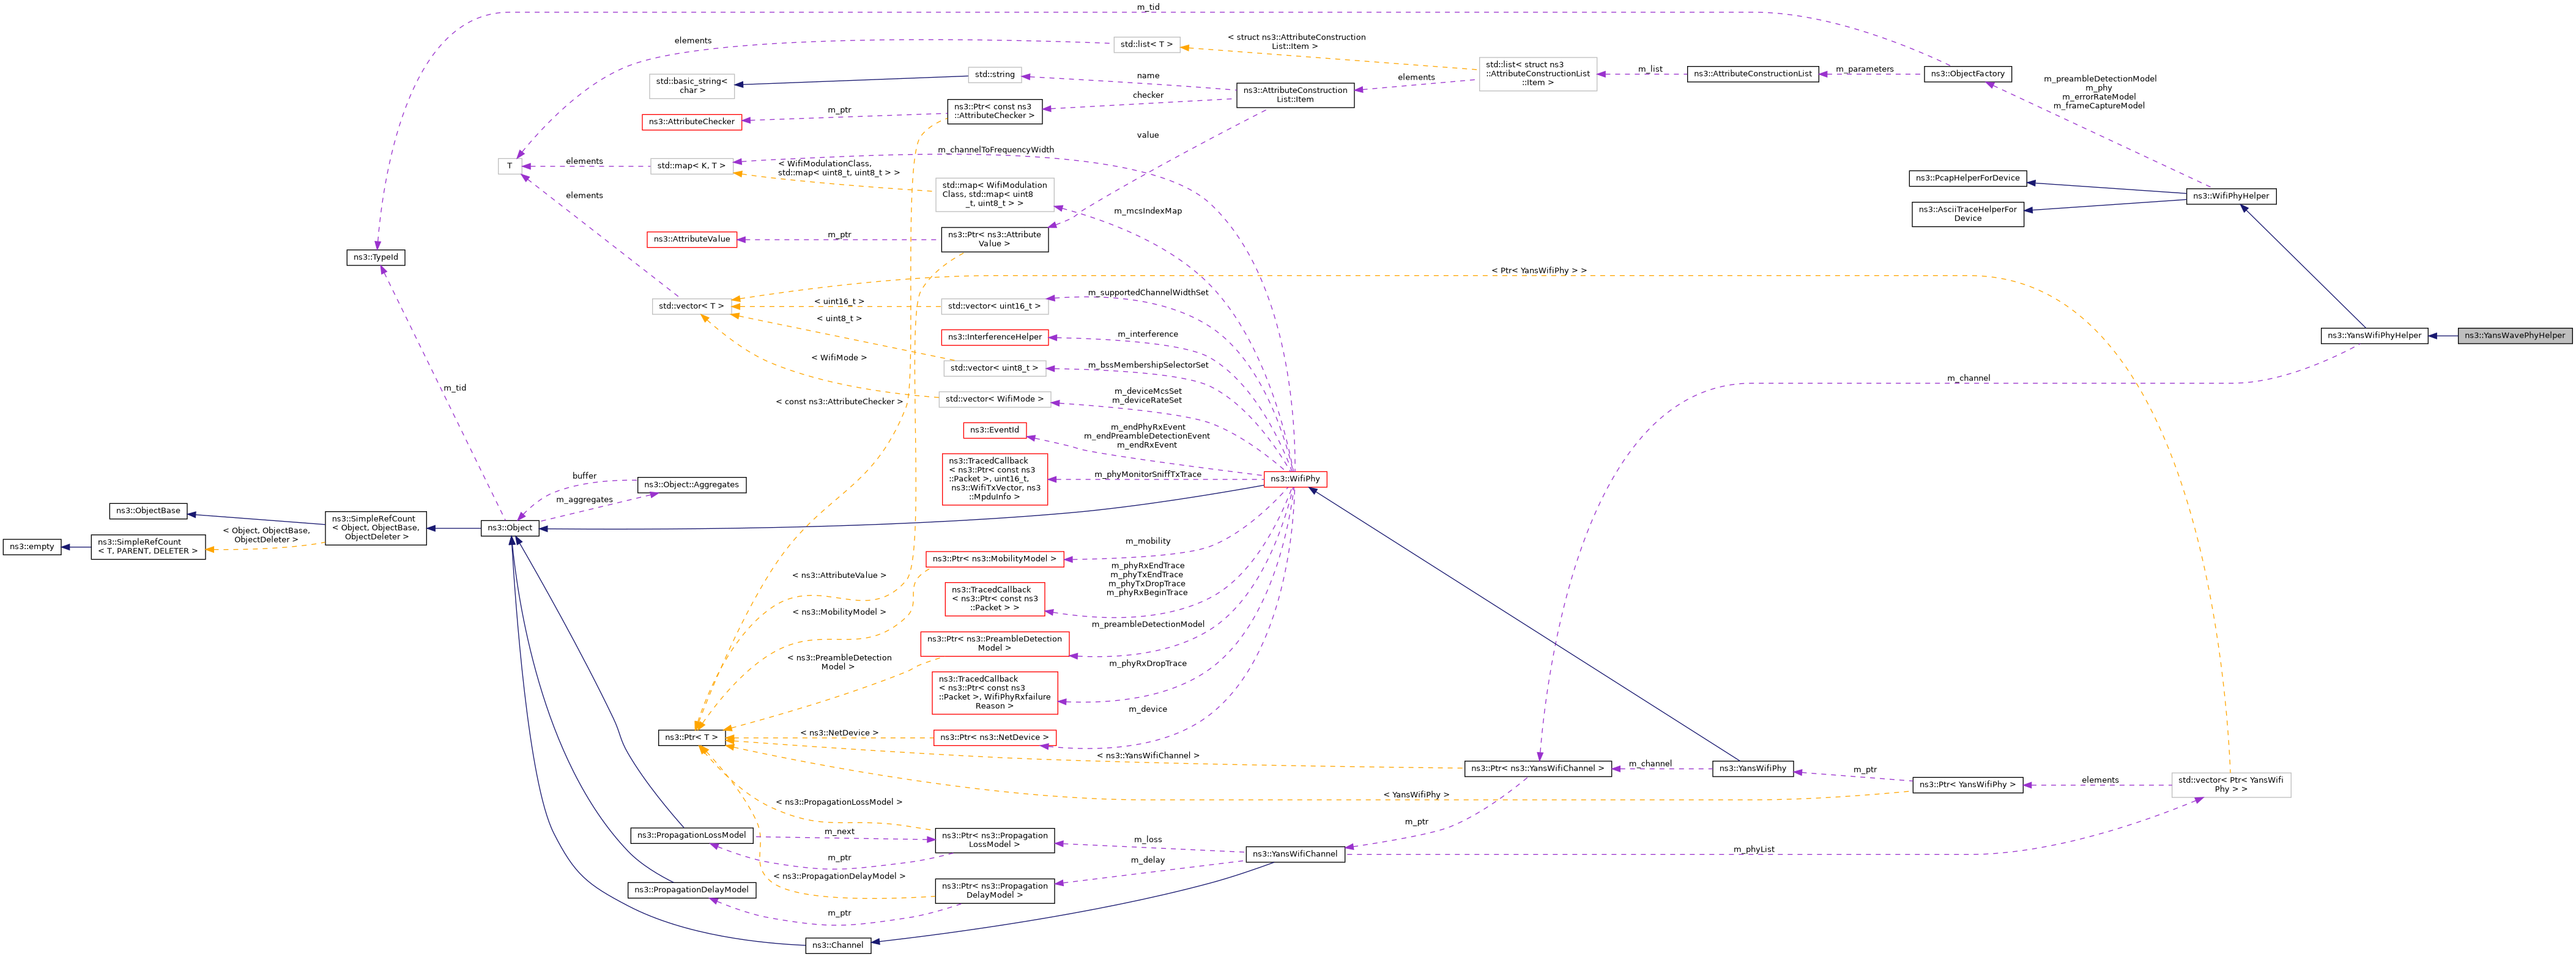 m_tid
elements
std::list< T >
< struct ns3::AttributeConstruction
List::Item >
std::basic_string<
char >
std::string
name
ns3::AttributeConstruction
List::Item
elements
std::list< struct ns3
::AttributeConstructionList
::Item >
m_list
ns3::AttributeConstructionList
m_parameters
ns3::ObjectFactory
m_preambleDetectionModel
m_phy
m_errorRateModel
m_frameCaptureModel
checker
ns3::Ptr< const ns3
::AttributeChecker >
m_ptr
ns3::AttributeChecker
value
m_channelToFrequencyWidth
T
elements
std::map< K, T >
< WifiModulationClass,
std::map< uint8_t, uint8_t > >
std::map< WifiModulation
Class, std::map< uint8
_t, uint8_t > >
m_mcsIndexMap
elements
ns3::PcapHelperForDevice
ns3::WifiPhyHelper
ns3::AsciiTraceHelperFor
Device
ns3::AttributeValue
m_ptr
ns3::Ptr< ns3::Attribute
Value >
ns3::TypeId
< Ptr< YansWifiPhy > >
std::vector< T >
< uint16_t >
std::vector< uint16_t >
m_supportedChannelWidthSet
< uint8_t >
ns3::InterferenceHelper
m_interference
ns3::YansWifiPhyHelper
ns3::YansWavePhyHelper
< WifiMode >
std::vector< uint8_t >
m_bssMembershipSelectorSet
m_channel
m_tid
std::vector< WifiMode >
m_deviceMcsSet
m_deviceRateSet
< const ns3::AttributeChecker >
ns3::EventId
m_endPhyRxEvent
m_endPreambleDetectionEvent
m_endRxEvent
ns3::TracedCallback
< ns3::Ptr< const ns3
::Packet >, uint16_t,
ns3::WifiTxVector, ns3
::MpduInfo >
m_phyMonitorSniffTxTrace
ns3::WifiPhy
buffer
ns3::Object::Aggregates
m_aggregates
ns3::ObjectBase
ns3::SimpleRefCount
< Object, ObjectBase,
ObjectDeleter >
ns3::Object
< Object, ObjectBase,
ObjectDeleter >
ns3::empty
ns3::SimpleRefCount
< T, PARENT, DELETER >
m_mobility
ns3::Ptr< ns3::MobilityModel >
< ns3::AttributeValue >
m_phyRxEndTrace
m_phyTxEndTrace
m_phyTxDropTrace
m_phyRxBeginTrace
ns3::TracedCallback
< ns3::Ptr< const ns3
::Packet > >
< ns3::MobilityModel >
m_preambleDetectionModel
ns3::Ptr< ns3::PreambleDetection
Model >
< ns3::PreambleDetection
Model >
m_phyRxDropTrace
ns3::TracedCallback
< ns3::Ptr< const ns3
::Packet >, WifiPhyRxfailure
Reason >
m_device
ns3::Ptr< T >
< ns3::NetDevice >
ns3::Ptr< ns3::NetDevice >
< ns3::YansWifiChannel >
ns3::Ptr< ns3::YansWifiChannel >
m_channel
ns3::YansWifiPhy
m_ptr
ns3::Ptr< YansWifiPhy >
elements
std::vector< Ptr< YansWifi
Phy > >
< YansWifiPhy >
< ns3::PropagationLossModel >
m_ptr
ns3::PropagationLossModel
m_next
ns3::Ptr< ns3::Propagation
LossModel >
m_loss
ns3::YansWifiChannel
m_phyList
m_ptr
m_delay
< ns3::PropagationDelayModel >
ns3::PropagationDelayModel
ns3::Ptr< ns3::Propagation
DelayModel >
m_ptr
ns3::Channel